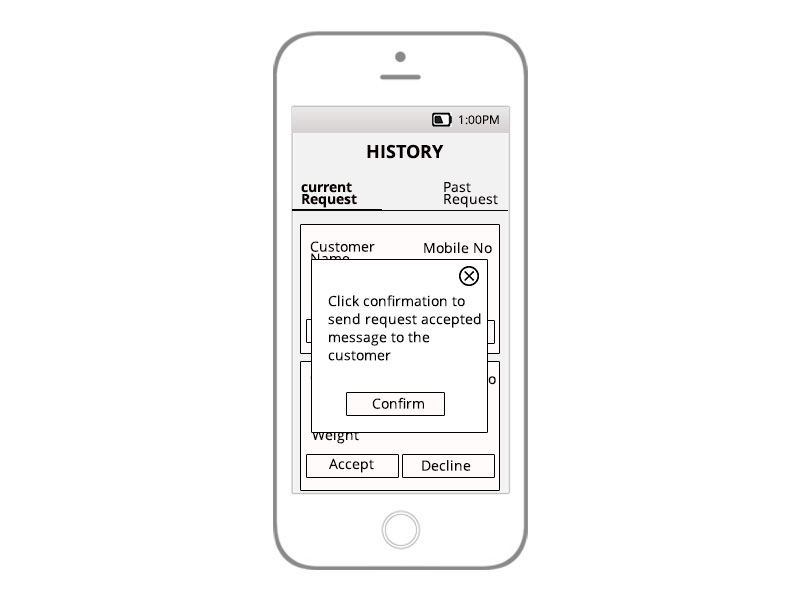 1:00PM
HISTORY
current
Request
Past
Request
Customer
Name
Mobile No
Click confirmation to
send request accepted
message to the
customer
Confirm
Weight
Accept
Decline